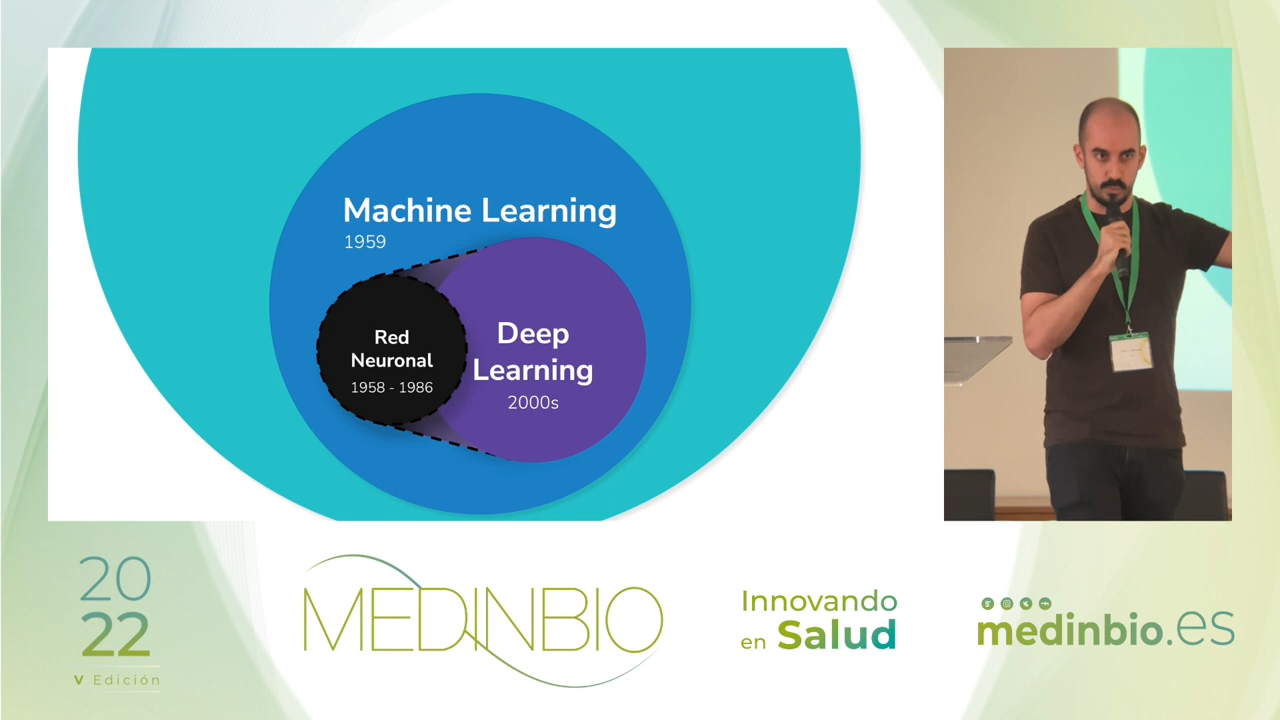 Machine Learning
1959
Red
Neuronal
1958 - 1986
Deep
Learning
2000s
20
22
V Edición
MEDINBIO
Innovando
en Salud
medinbio.es